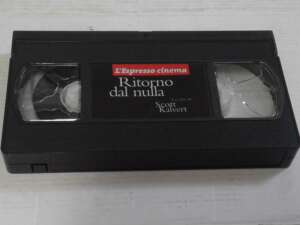 L'Espresso cinema
Ritorno
dal nulla
Scott
Kalvert